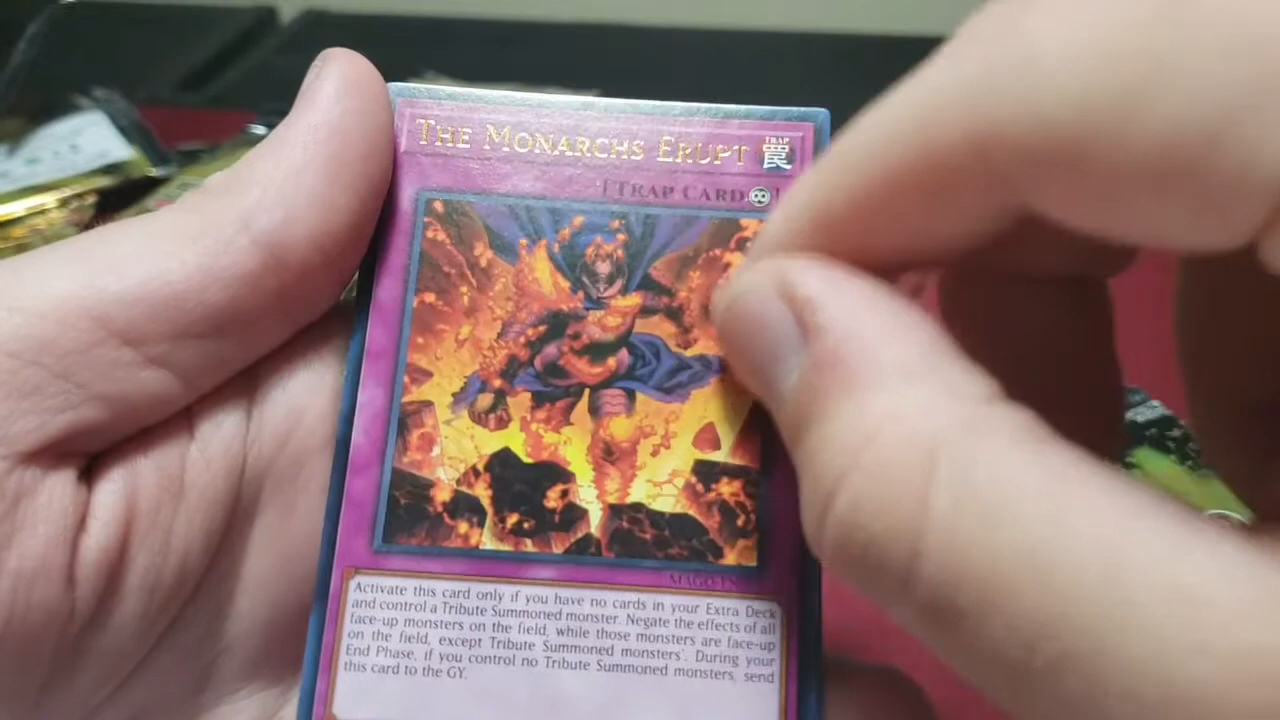 THE MONARCHS ERUPT
TRAP
罠
[TRAP CARD
MAGO-EN
Activate this card only if you have no cards in your Extra Deck
and control a Tribute Summoned monster. Negate the effects of all
face-up monsters on the field, while those monsters are face-up
on the field, except Tribute Summoned monsters'. During your
End Phase, if you control no Tribute Summoned monsters, send
this card to the GY.